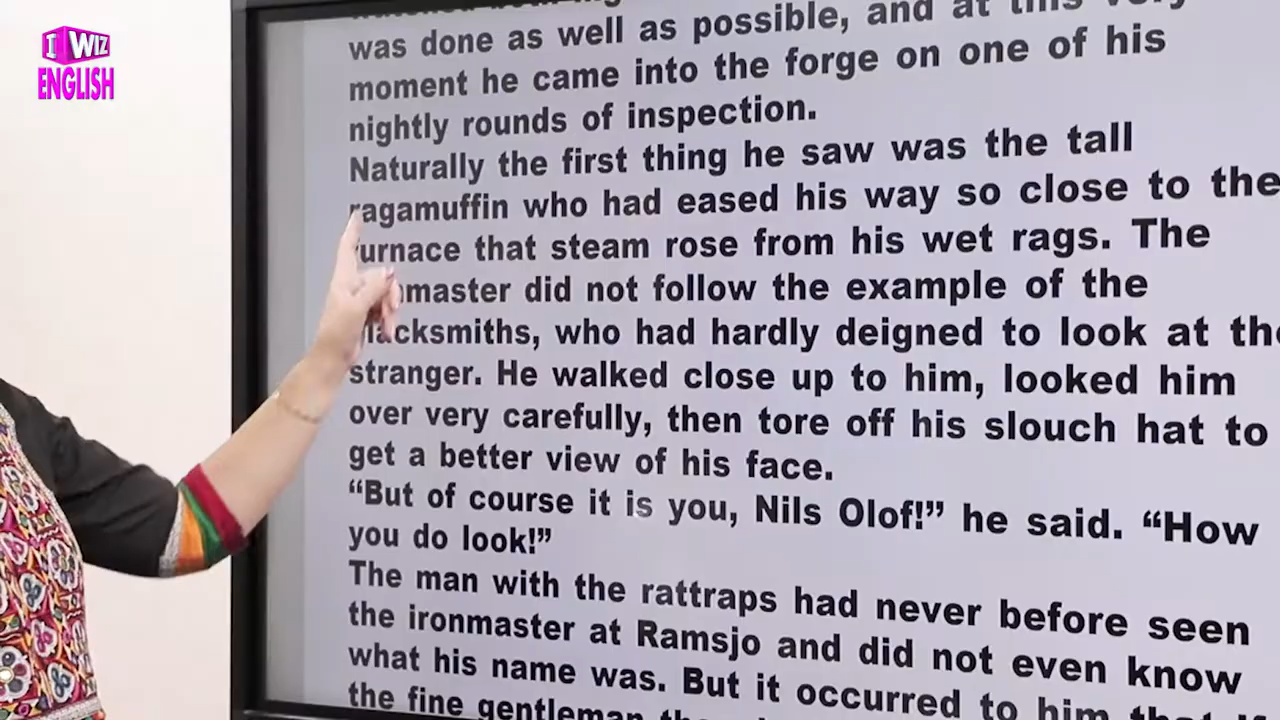 I WIZ
ENGLISH
was done as well as possible, and at this very
moment he came into the forge on one of his
nightly rounds of inspection.
Naturally the first thing he saw was the tall
ragamuffin who had eased his way so close to the
furnace that steam rose from his wet rags. The
master did not follow the example of the
blacksmiths, who had hardly deigned to look at the
stranger. He walked close up to him, looked him
over very carefully, then tore off his slouch hat to
get a better view of his face.
“But of course it is you, Nils Olof!” he said. “How
you do look!”
The man with the rattraps had never before seen
the ironmaster at Ramsjo and did not even know
what his name was. But it occurred to him that if
the fine gentleman